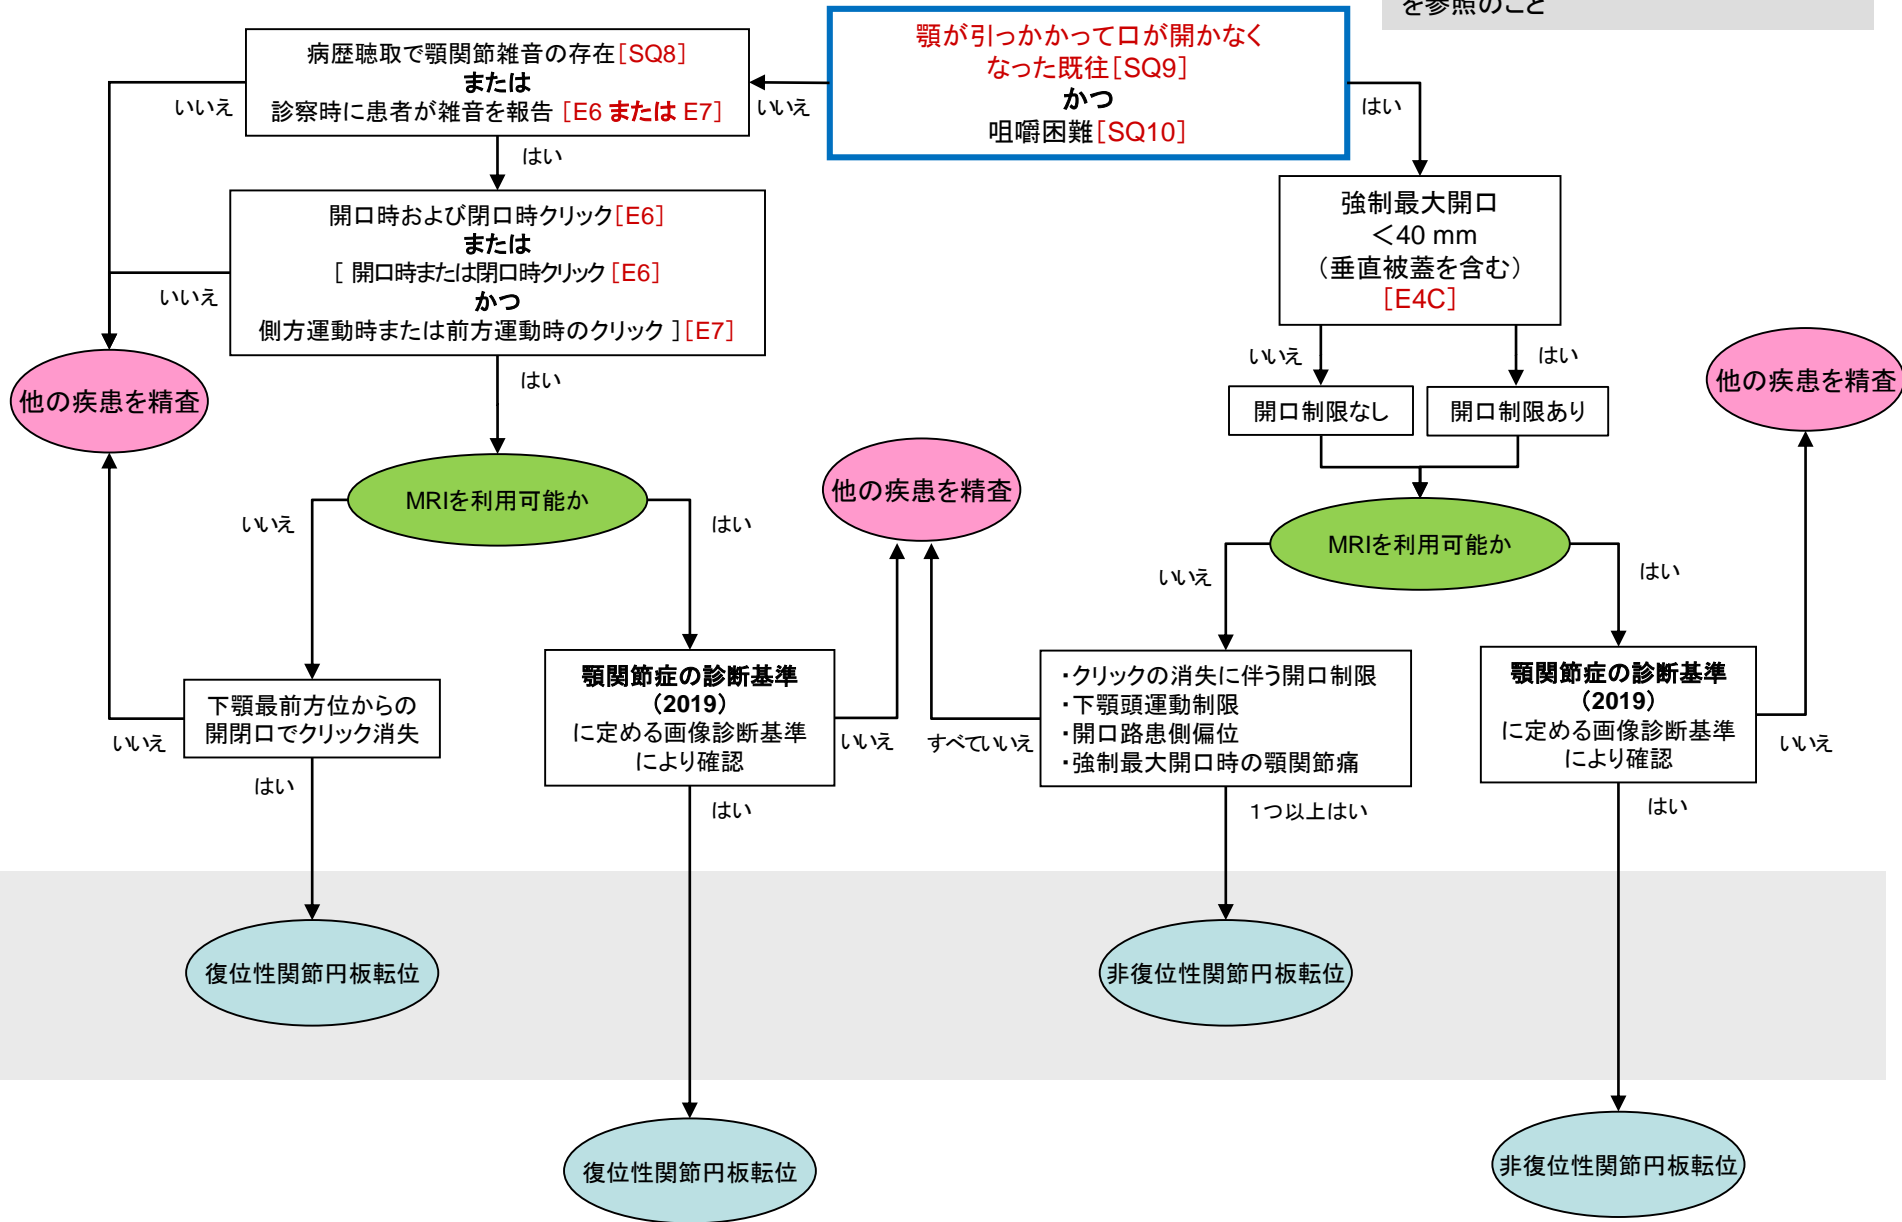 を参照のこと
顎が引っかかって口が開かなく
なった既往[SQ9]
かつ
咀嚼困難[SQ10]
病歴聴取で顎関節雑音の存在[SQ8]
または
診察時に患者が雑音を報告 [E6 または E7]
いいえ
いいえ
はい
はい
開口時および閉口時クリック[E6]
または
[ 開口時または閉口時クリック [E6]
かつ
側方運動時または前方運動時のクリック ][E7]
いいえ
はい
強制最大開口
<40 mm
(垂直被蓋を含む)
[E4C]
いいえ
はい
開口制限なし
開口制限あり
他の疾患を精査
他の疾患を精査
他の疾患を精査
MRIを利用可能か
いいえ
はい
MRIを利用可能か
いいえ
はい
下顎最前方位からの
開閉口でクリック消失
いいえ
はい
顎関節症の診断基準
(2019)
に定める画像診断基準
により確認
いいえ
はい
・クリックの消失に伴う開口制限
・下顎頭運動制限
・開口路患側偏位
・強制最大開口時の顎関節痛
すべていいえ
1つ以上はい
顎関節症の診断基準
(2019)
に定める画像診断基準
により確認
いいえ
はい
復位性関節円板転位
非復位性関節円板転位
復位性関節円板転位
非復位性関節円板転位